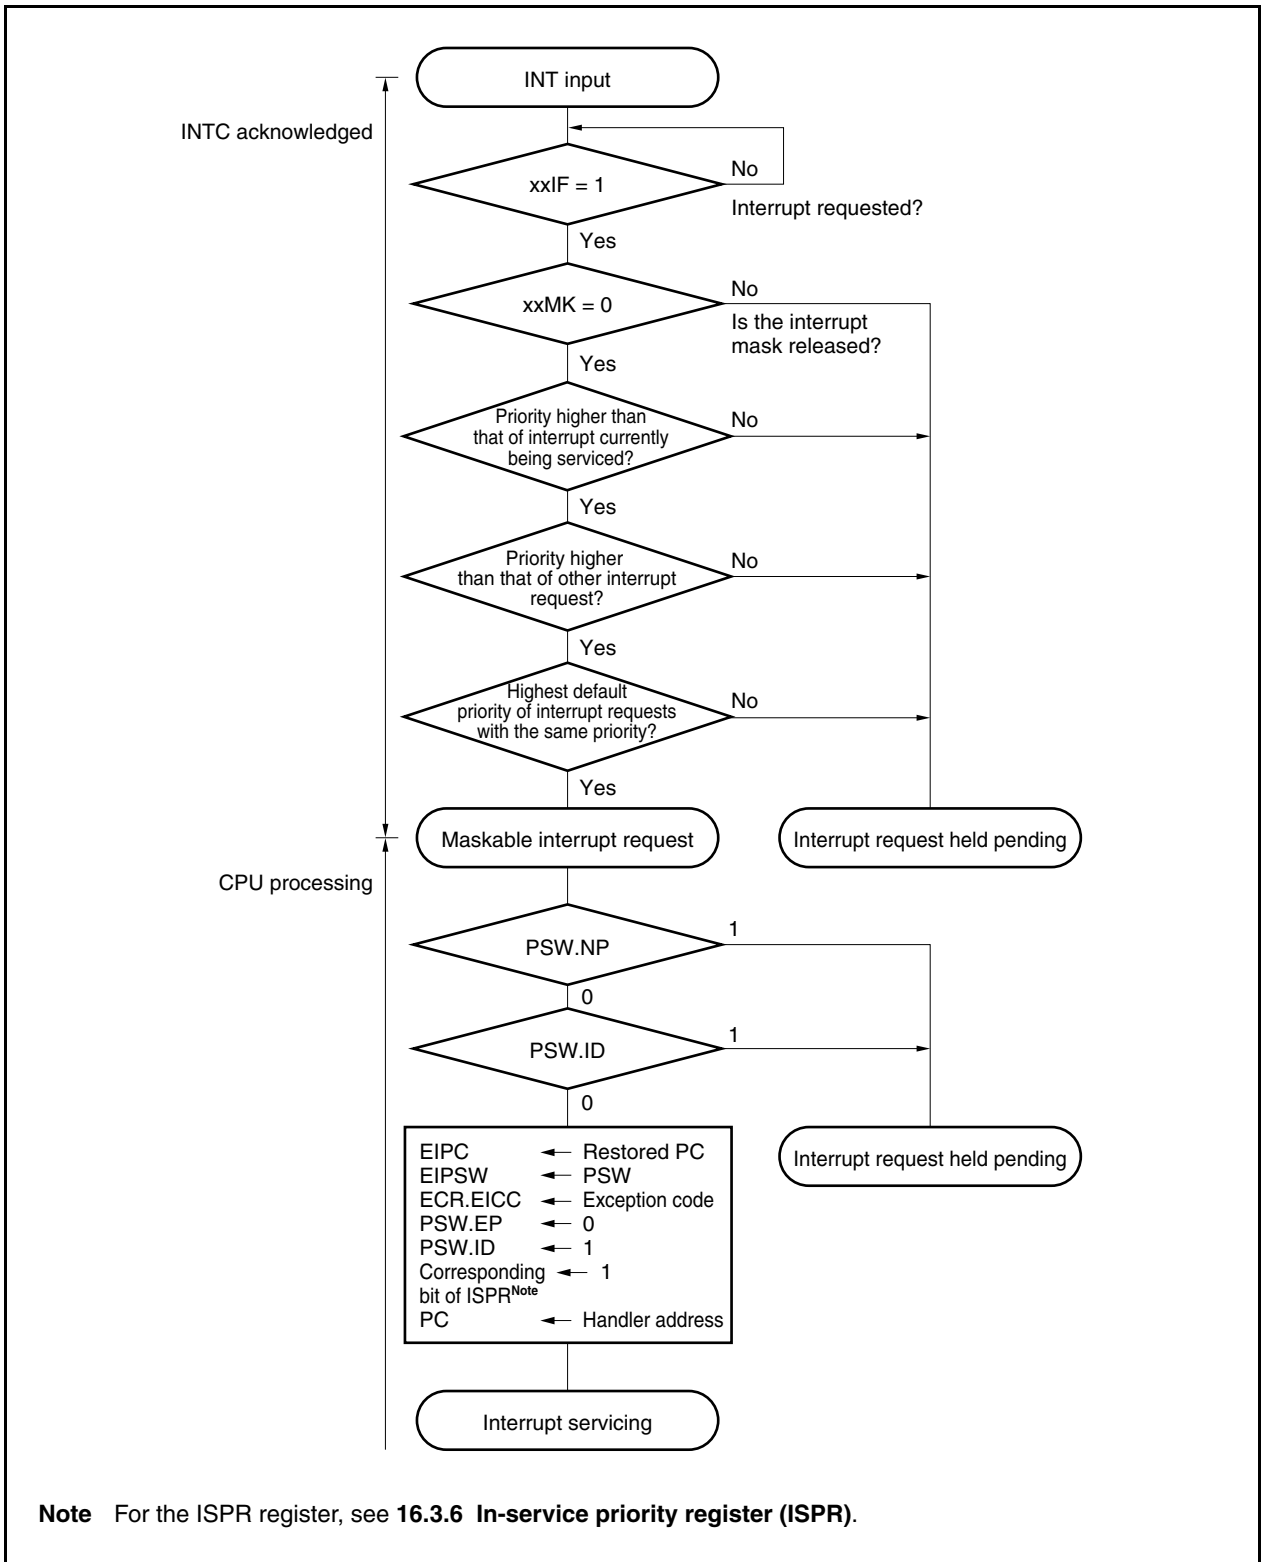 INT input
INTC acknowledged
xxIF = 1
No
Interrupt requested?
Yes
xxMK = 0
No
Is the interrupt
mask released?
Yes
Priority higher than
that of interrupt currently
being serviced?
No
Yes
Priority higher
than that of other interrupt
request?
No
Yes
Highest default
priority of interrupt requests
with the same priority?
No
Yes
Maskable interrupt request
Interrupt request held pending
CPU processing
PSW.NP
1
0
PSW.ID
1
0
EIPC ← Restored PC
EIPSW ← PSW
ECR.EICC ← Exception code
PSW.EP ← 0
PSW.ID ← 1
Corresponding ← 1
bit of ISPRNote
PC ← Handler address
Interrupt request held pending
Interrupt servicing
Note For the ISPR register, see 16.3.6 In-service priority register (ISPR).